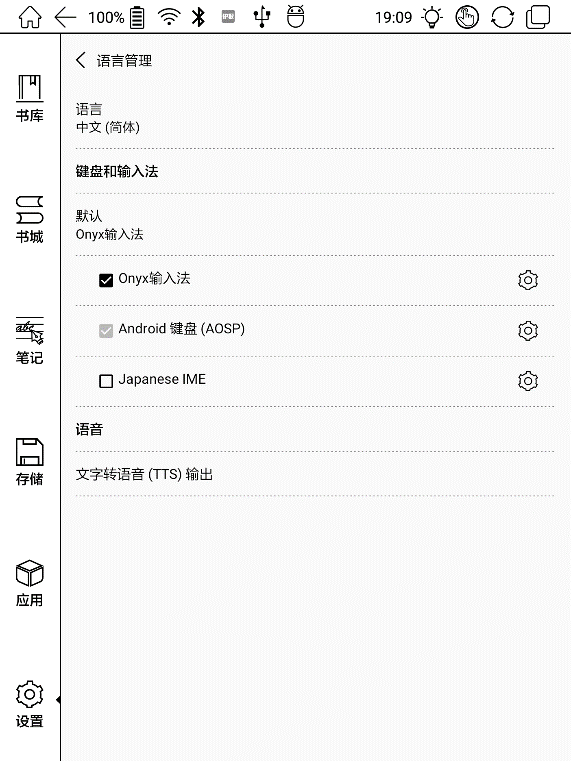 100%
19:09
语言管理
书库
语言
中文 (简体)
键盘和输入法
书城
默认
Onyx输入法
Onyx输入法
Android 键盘 (AOSP)
笔记
Japanese IME
语音
存储
文字转语音 (TTS) 输出
应用
设置